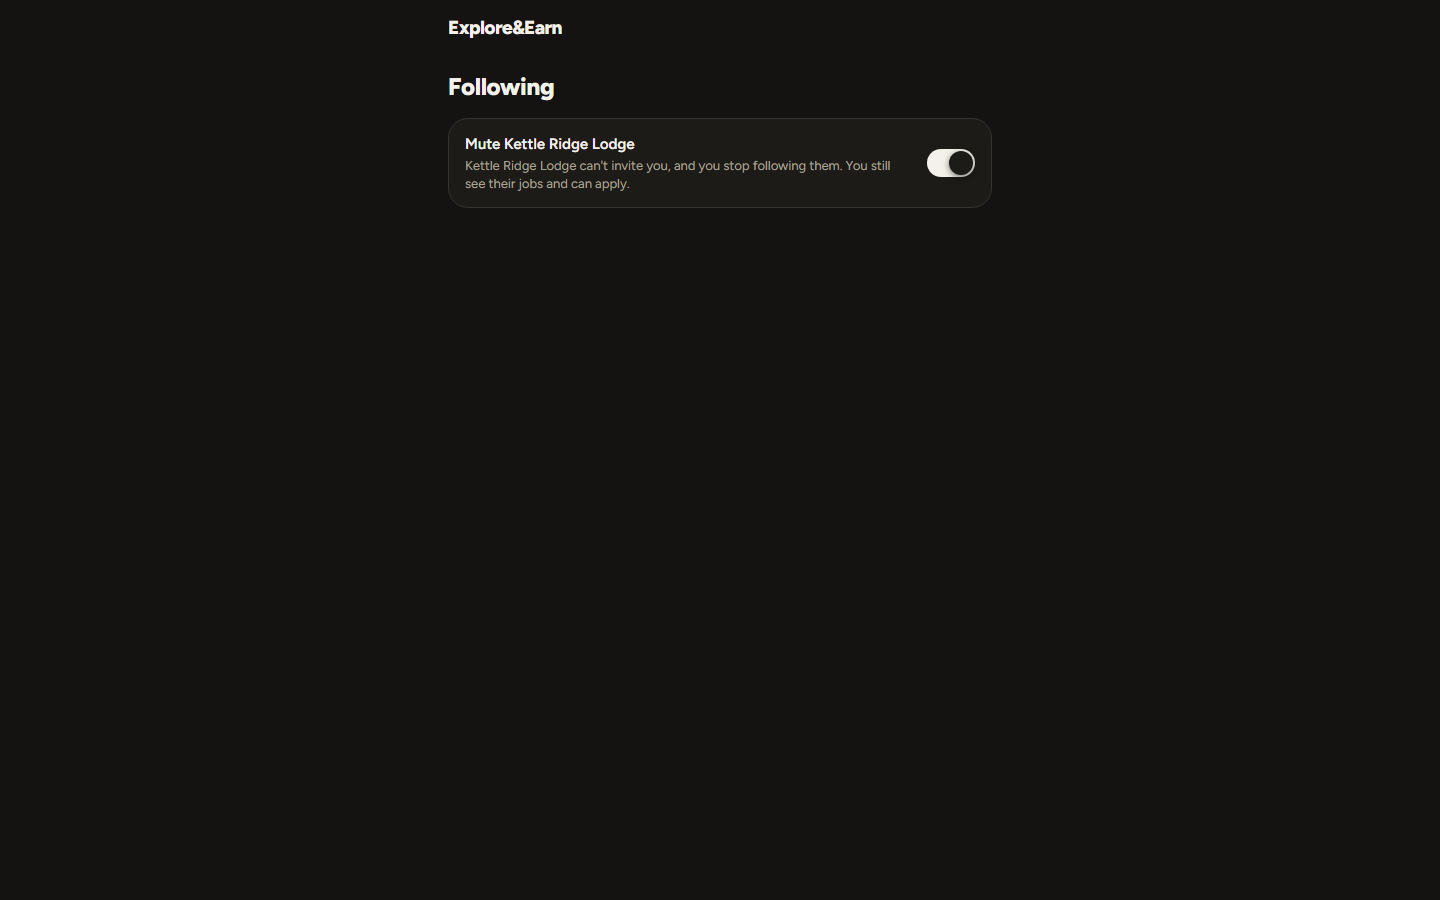 Explore&Earn
Following
Mute Kettle Ridge Lodge
Kettle Ridge Lodge can't invite you, and you stop following them. You still
see their jobs and can apply.